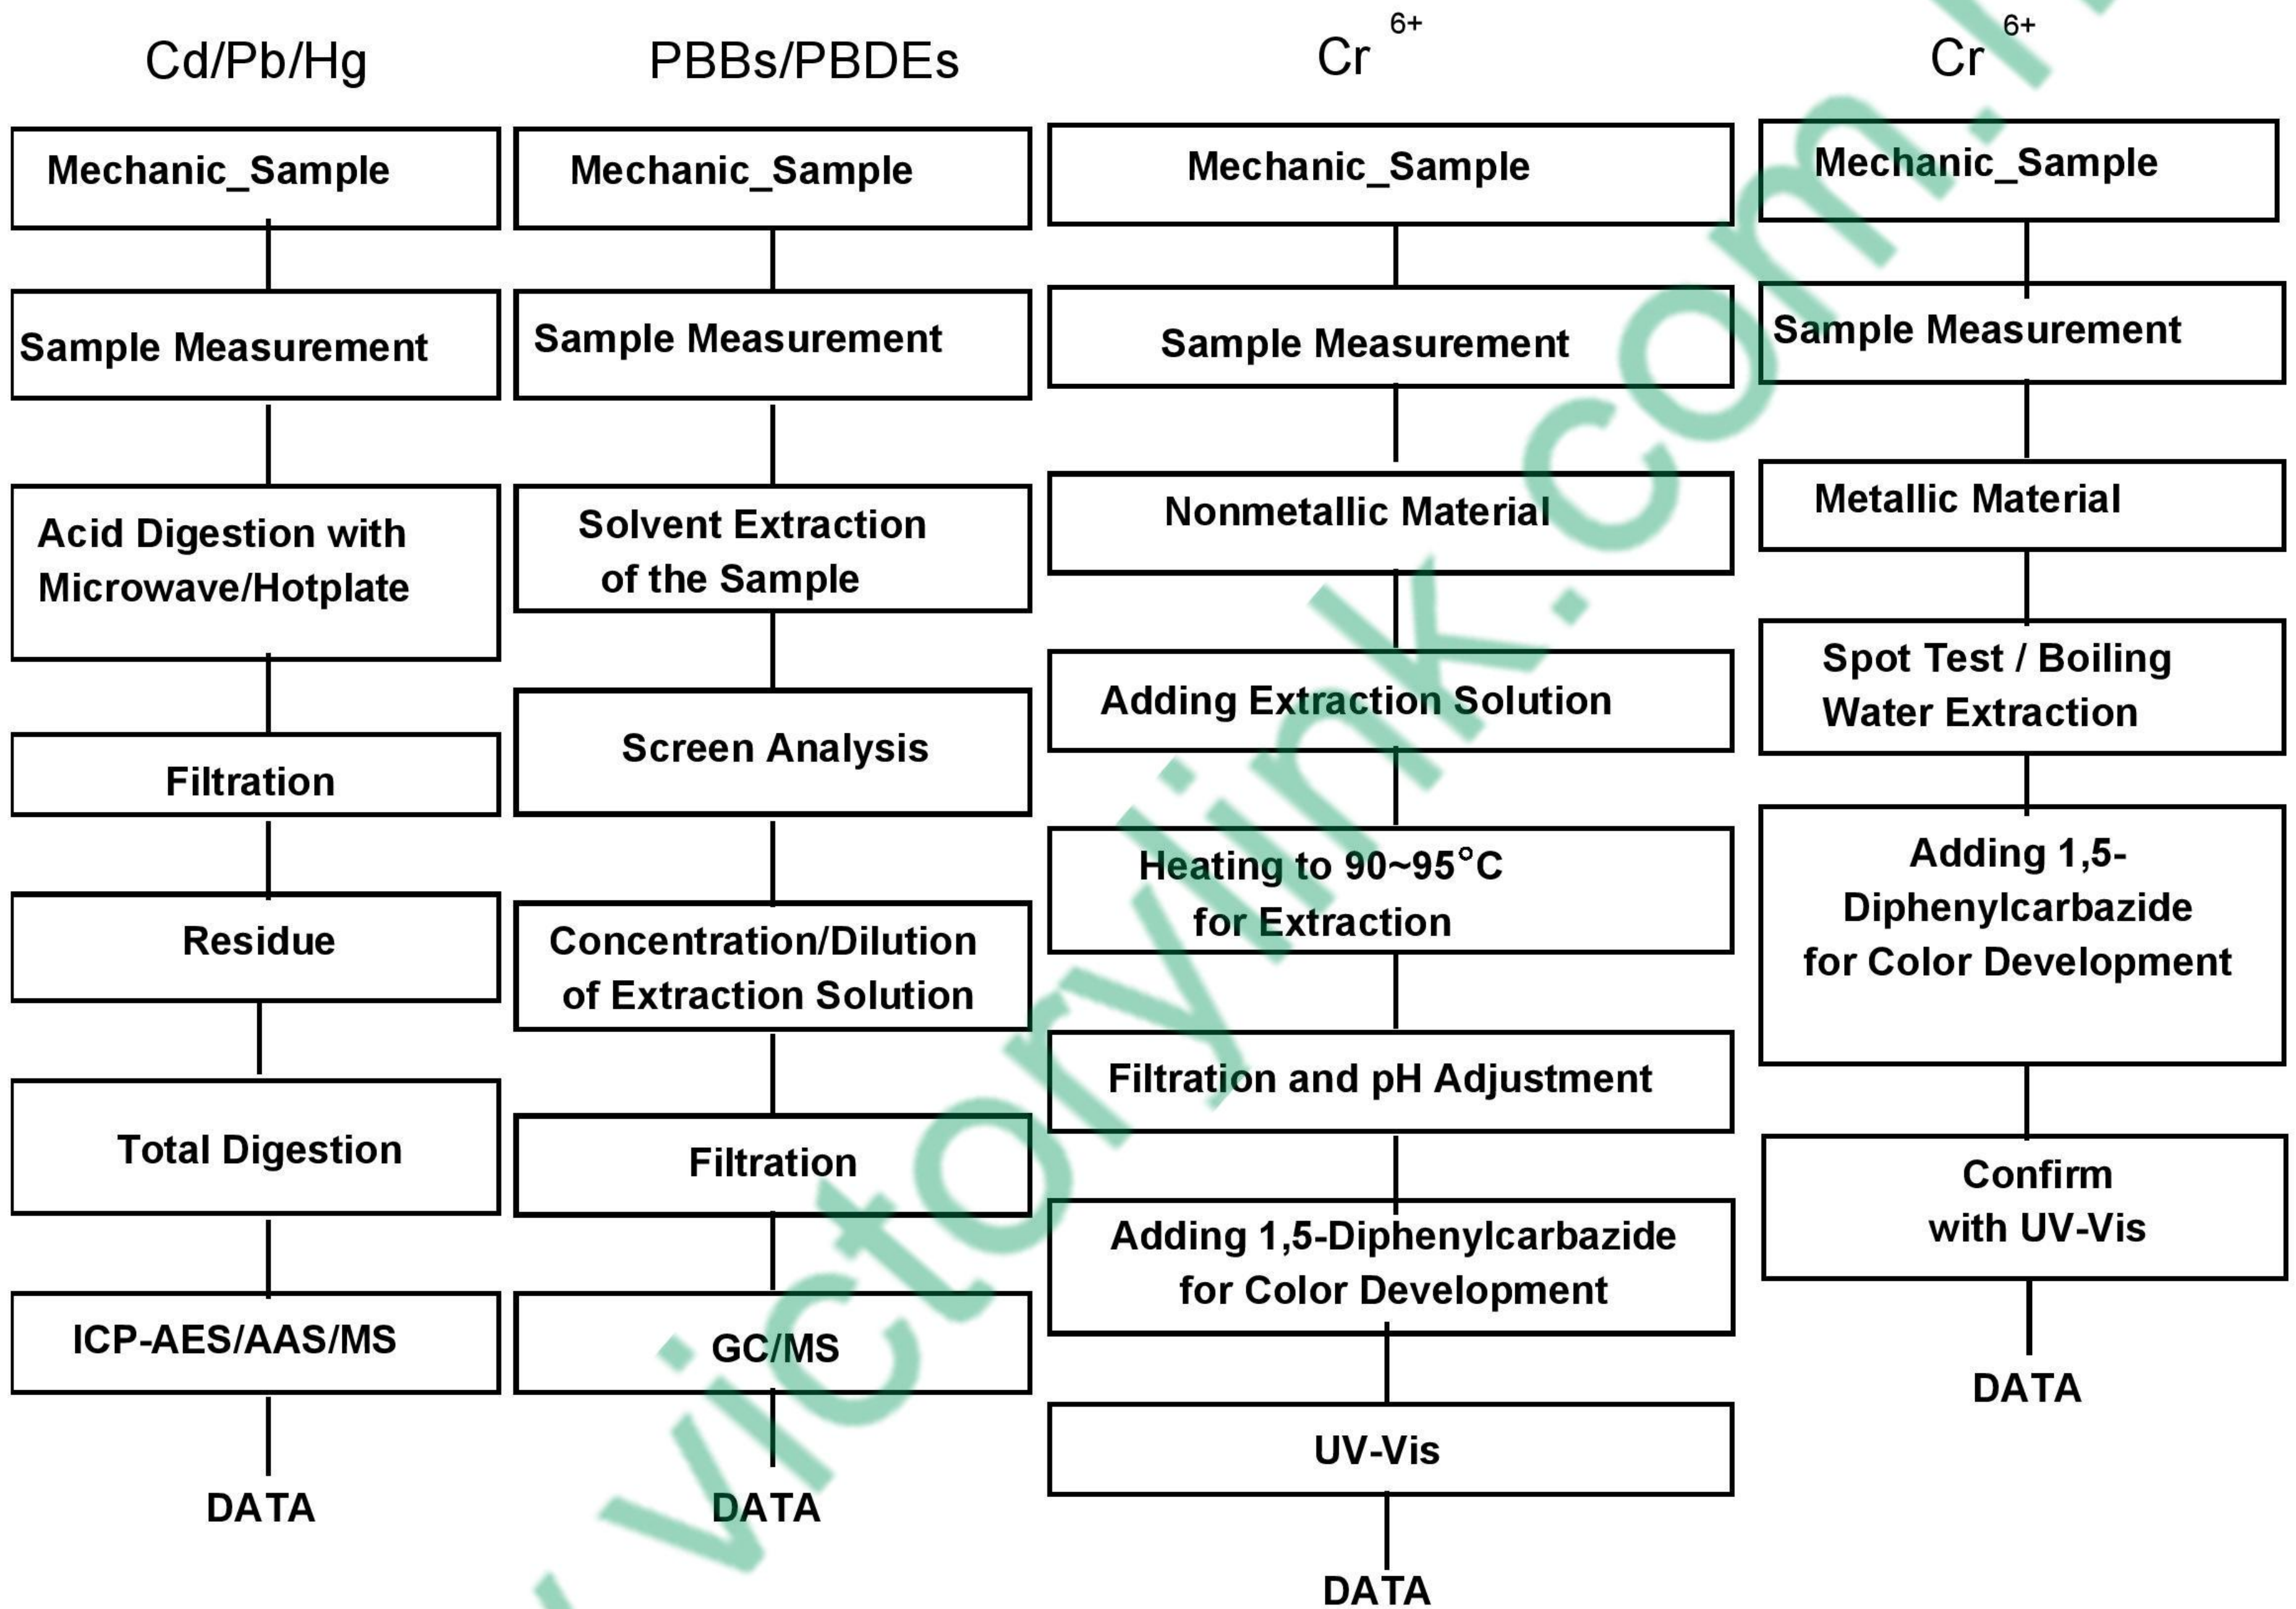 Cd/Pb/Hg
Mechanic_Sample
Sample Measurement
Acid Digestion with
Microwave/Hotplate
Filtration
Residue
Total Digestion
ICP-AES/AAS/MS
DATA
PBBs/PBDEs
Mechanic_Sample
Sample Measurement
Solvent Extraction
of the Sample
Screen Analysis
Concentration/Dilution
of Extraction Solution
Filtration
GC/MS
DATA
Cr 6+
Mechanic_Sample
Sample Measurement
Nonmetallic Material
Adding Extraction Solution
Heating to 90~95°C
for Extraction
Filtration and pH Adjustment
Adding 1,5-Diphenylcarbazide
for Color Development
UV-Vis
DATA
Cr 6+
Mechanic_Sample
Sample Measurement
Metallic Material
Spot Test / Boiling
Water Extraction
Adding 1,5-
Diphenylcarbazide
for Color Development
Confirm
with UV-Vis
DATA
victorylink.com.